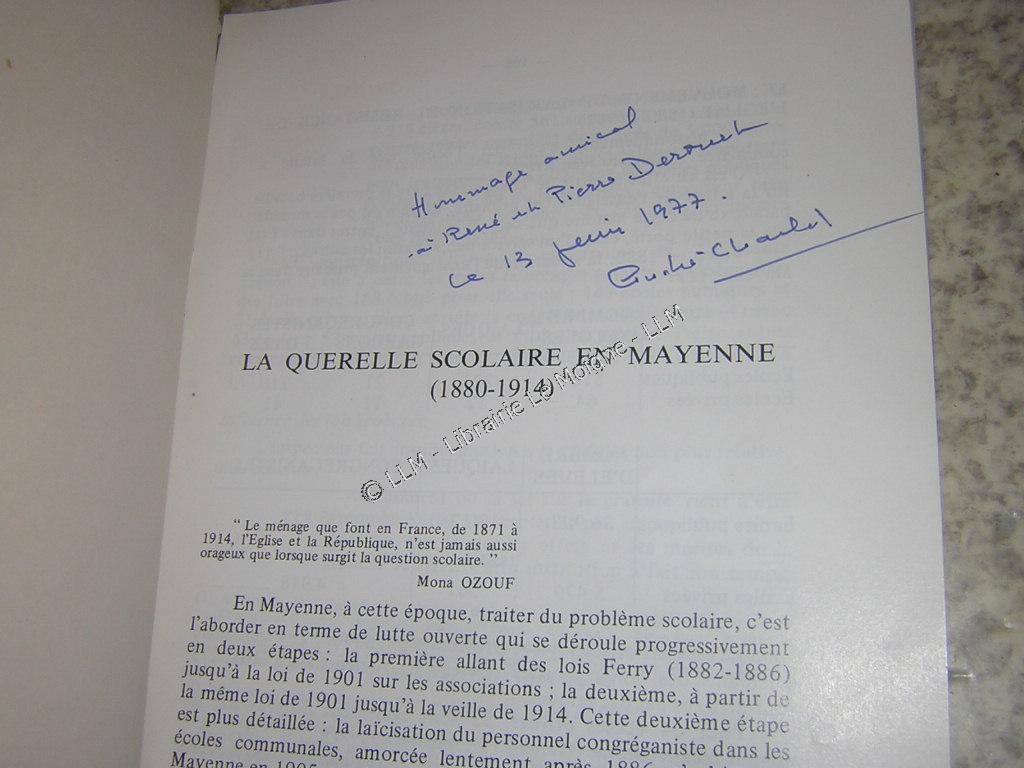 Hommage amical
à René et Pierre Derouet
Le 13 juin 1977.
LA QUERELLE SCOLAIRE EN MAYENNE
(1880-1914)
© LLM - Librairie Le Moigne - LLM
“ Le ménage que font en France, de 1871 à
1914, l'Eglise et la République, n'est jamais aussi
orageux que lorsque surgit la question scolaire. ”
Mona OZOUF
En Mayenne, à cette époque, traiter du problème scolaire, c'est
l'aborder en terme de lutte ouverte qui se déroule progressivement
en deux étapes : la première allant des lois Ferry (1882-1886)
jusqu'à la loi de 1901 sur les associations ; la deuxième, à partir de
la même loi de 1901 jusqu'à la veille de 1914. Cette deuxième étape
est plus détaillée : la laïcisation du personnel congréganiste dans les
écoles communales, amorcée lentement après 1886
Mayenne en